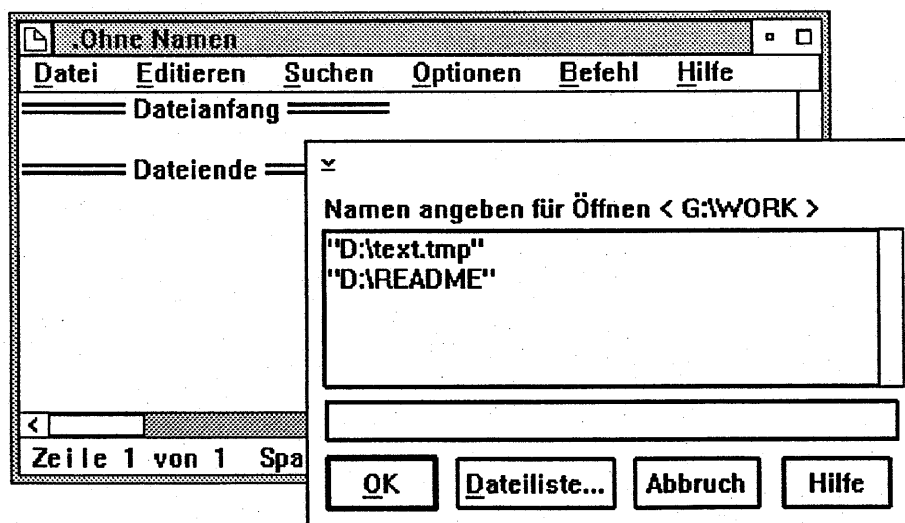 .Ohne Namen
Datei Editieren Suchen Optionen Befehl Hilfe
====== Dateianfang ======
====== Dateiende ==
Namen angeben für Öffnen < G:\WORK >
"D:\text.tmp"
"D:\README"
Zeile 1 von 1 Spa
OK Dateiliste... Abbruch Hilfe